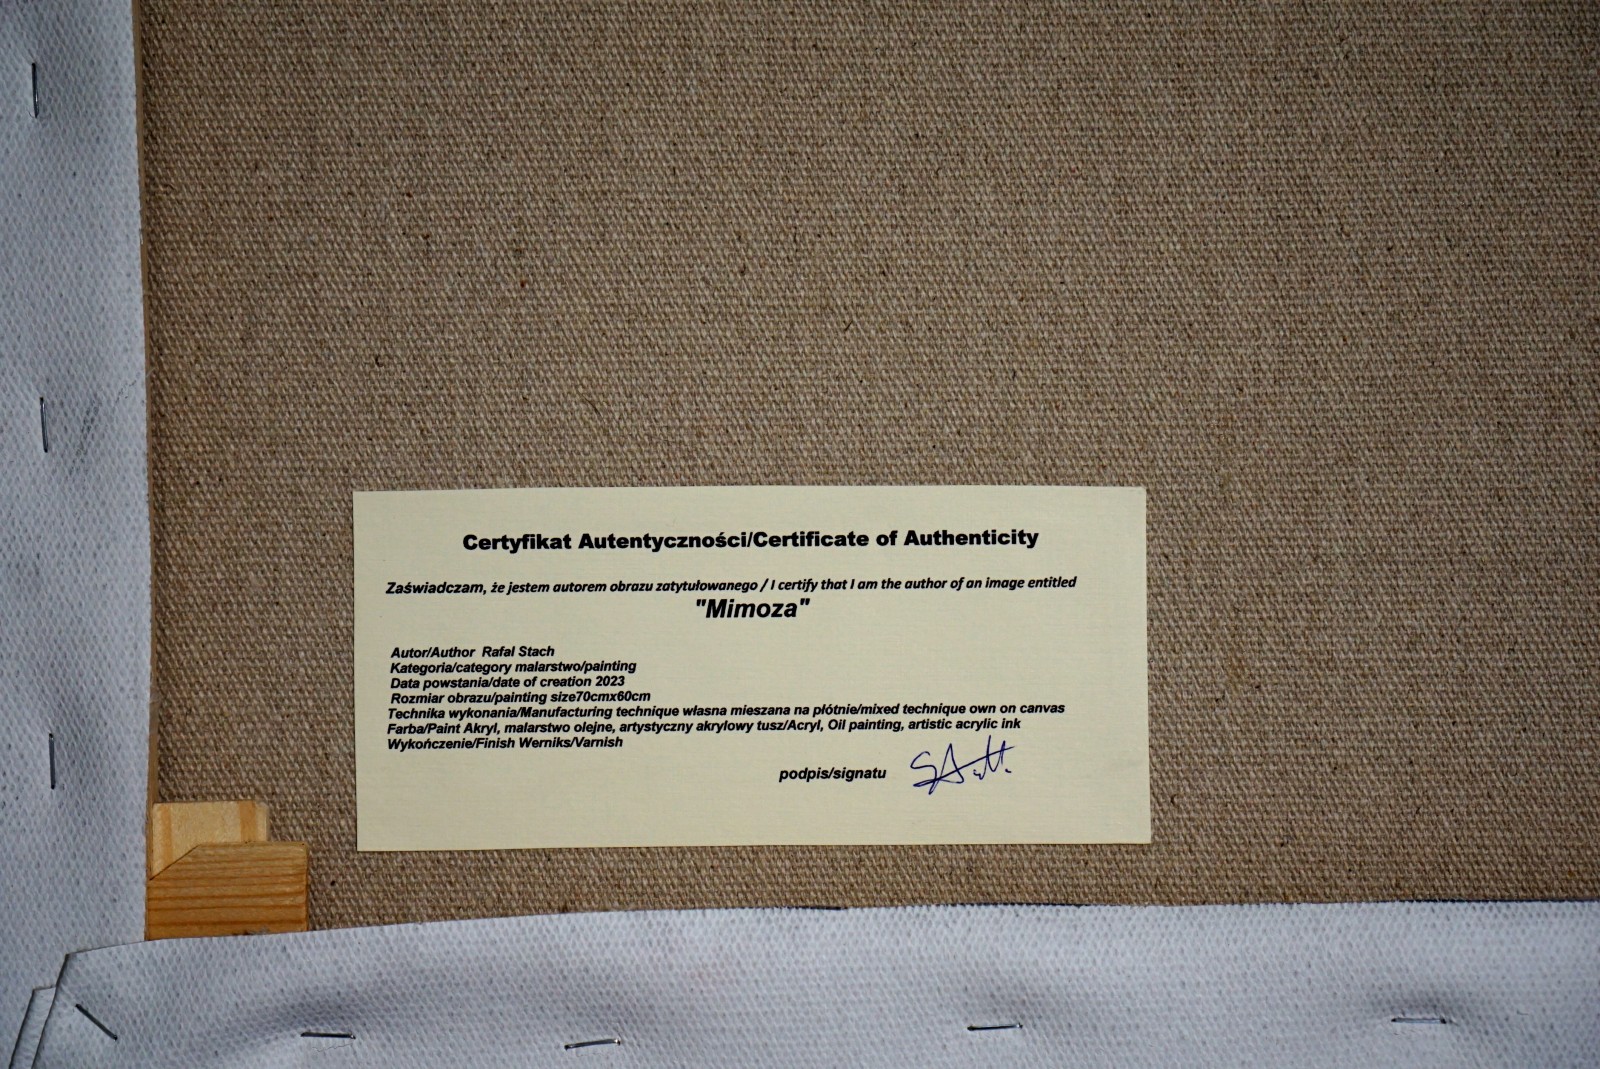 Certyfikat Autentyczności/Certificate of Authenticity
Zaświadczam, że jestem autorem obrazu zatytułowanego / I certify that I am the author of an image entitled
"Mimoza"
Autor/Author Rafał Stach
Kategoria/category malarstwo/painting
Data powstania/date of creation 2023
Rozmiar obrazu/painting size70cmx60cm
Technika wykonania/Manufacturing technique własna mieszana na płótnie/mixed technique own on canvas
Farba/Paint Akryl, malarstwo olejne, artystyczny akrylowy tusz/Acryl, Oil painting, artistic acrylic ink
Wykończenie/Finish Werniks/Varnish
podpis/signatu